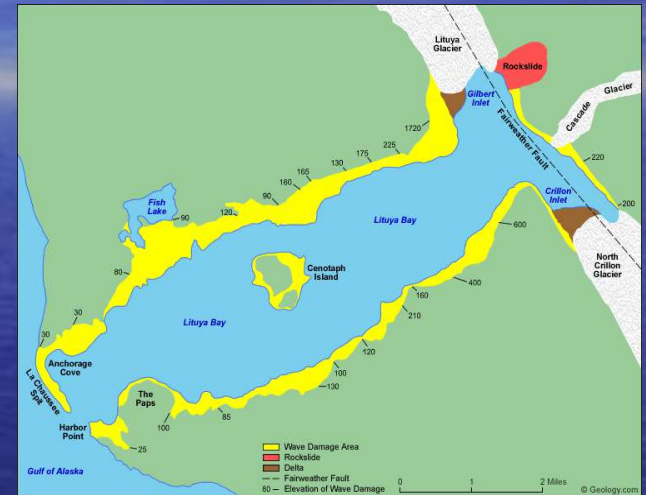 Lituya
Glacier
Rockslide
Gilbert
Inlet
Glacier
Cascade
Fairweather Fault
1720
225
175
130
165
160
90
120
220
200
Crillon
Inlet
600
North
Crillon
Glacier
Fish
Lake
90
Lituya Bay
Cenotaph
Island
80
400
160
210
Lituya Bay
30
30
120
100
130
Anchorage
Cove
La Chaussee
Spit
The
Paps
85
100
Harbor
Point
25
Gulf of Alaska
Wave Damage Area
Rockslide
Delta
Fairweather Fault
80 – Elevation of Wave Damage
0 1 2 Miles
© Geology.com